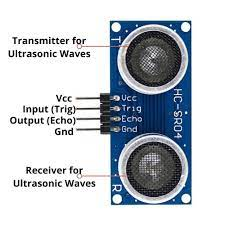 Transmitter for
Ultrasonic Waves
T
Vcc
Input (Trig)
Output (Echo)
Gnd
Vcc
Trig
Echo
Gnd
HC-SR04
Receiver for
Ultrasonic Waves
R